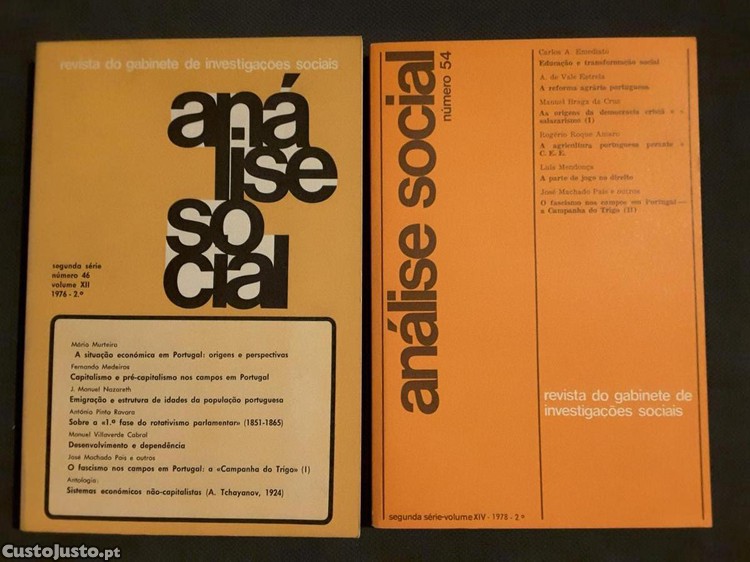 revista do gabinete de investigações sociais
aná
lise
so
cial
segunda série
número 46
volume XII
1976 - 2.º
Mário Murteira
A situação económica em Portugal: origens e perspectivas
Fernando Medeiros
Capitalismo e pré-capitalismo nos campos em Portugal
J. Manuel Nazareth
Emigração e estrutura de idades da população portuguesa
António Pinto Ravara
Sobre a «1.ª fase do rotativismo parlamentar» (1851-1865)
Manuel Villaverde Cabral
Desenvolvimento e dependência
José Machado Pais e outros
O fascismo nos campos em Portugal: a «Campanha do Trigo» (I)
Antologia:
Sistemas económicos não-capitalistas (A. Tchayanov, 1924)
análise social
número 54
Carlos A.
Educação e transformação social
A. de Vale Estrela
A reforma agrária portuguesa
Manuel Braga da Cruz
As origens da democracia cristã e o
salazarismo (I)
Rogério Roque Amaro
A agricultura portuguesa perante a
C. E. E.
Luís Mendonça
A parte de jogo no direito
José Machado Pais e outros
O fascismo nos campos em Portugal —
a Campanha do Trigo (II)
revista do gabinete de
investigações sociais
segunda série-volume XIV - 1978 - 2.º
CustoJusto.pt